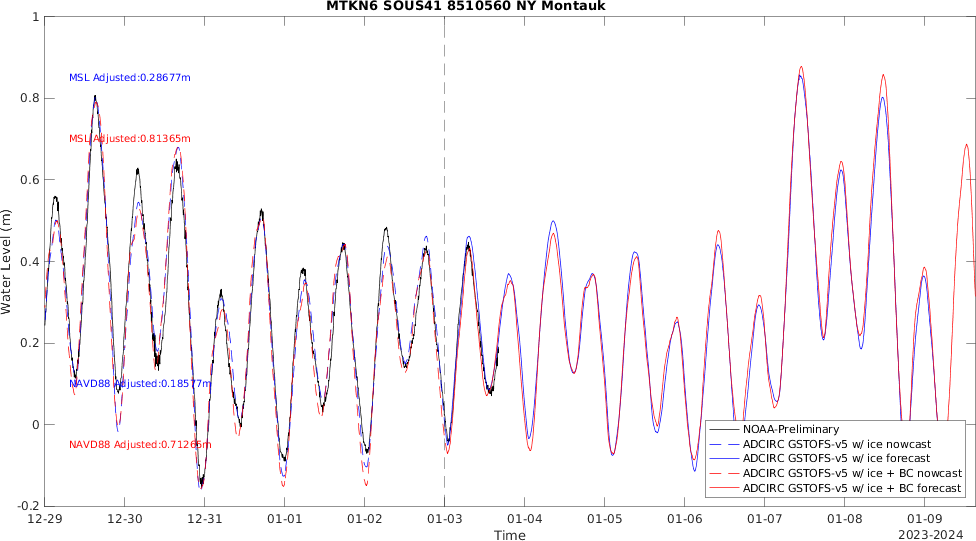 MTKN6 SOUS41 8510560 NY Montauk
1
0.8
0.6
0.4
0.2
0
-0.2
Water Level (m)
MSL Adjusted:0.28677m
MSL Adjusted:0.81365m
NAVD88 Adjusted:0.18577m
NAVD88 Adjusted:0.71265m
NOAA-Preliminary
ADCIRC GSTOFS-v5 w/ ice nowcast
ADCIRC GSTOFS-v5 w/ ice forecast
ADCIRC GSTOFS-v5 w/ ice + BC nowcast
ADCIRC GSTOFS-v5 w/ ice + BC forecast
12-29 12-30 12-31 01-01 01-02 01-03 01-04 01-05 01-06 01-07 01-08 01-09
Time
2023-2024